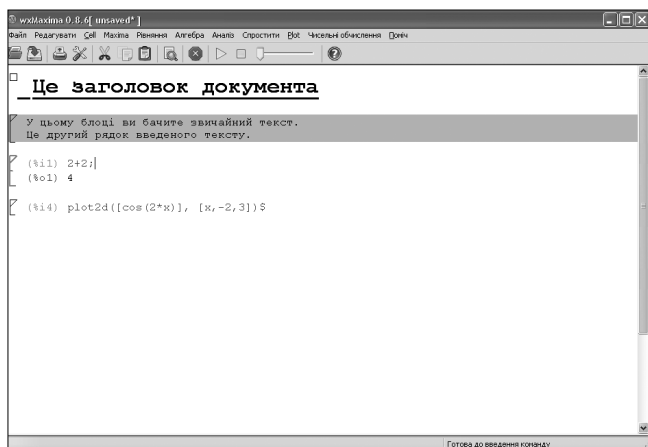 wxMaxima 0.8.6[ unsaved* ]
Файл Редагувати Cell Maxima Рівняння Алгебра Аналіз Спростити Plot Чисельні обчислення Поміч
Це заголовок документа
У цьому блоці ви бачите звичайний текст.
Це другий рядок введеного тексту.
(%i1) 2+2;
(%o1) 4
(%i4) plot2d([cos(2*x)], [x,-2,3])$
Готова до введення команду